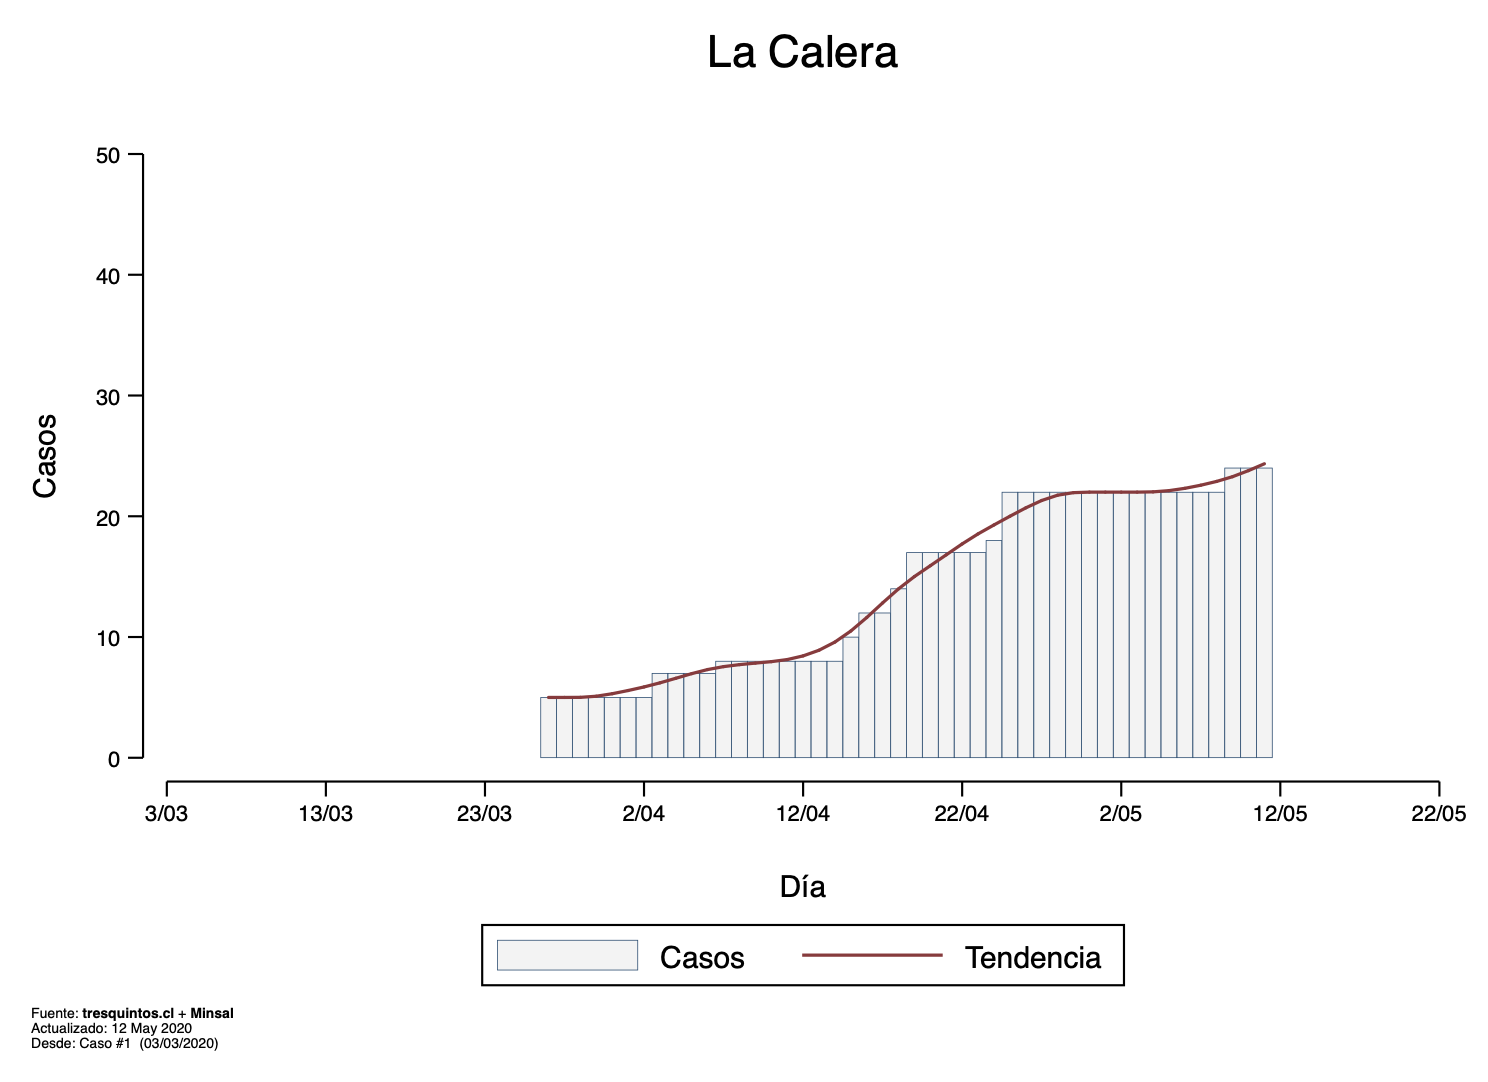 La Calera
50
40
30
20
10
0
Casos
3/03 13/03 23/03 2/04 12/04 22/04 2/05 12/05 22/05
Día
Casos Tendencia
Fuente: tresquintos.cl + Minsal
Actualizado: 12 May 2020
Desde: Caso #1 (03/03/2020)